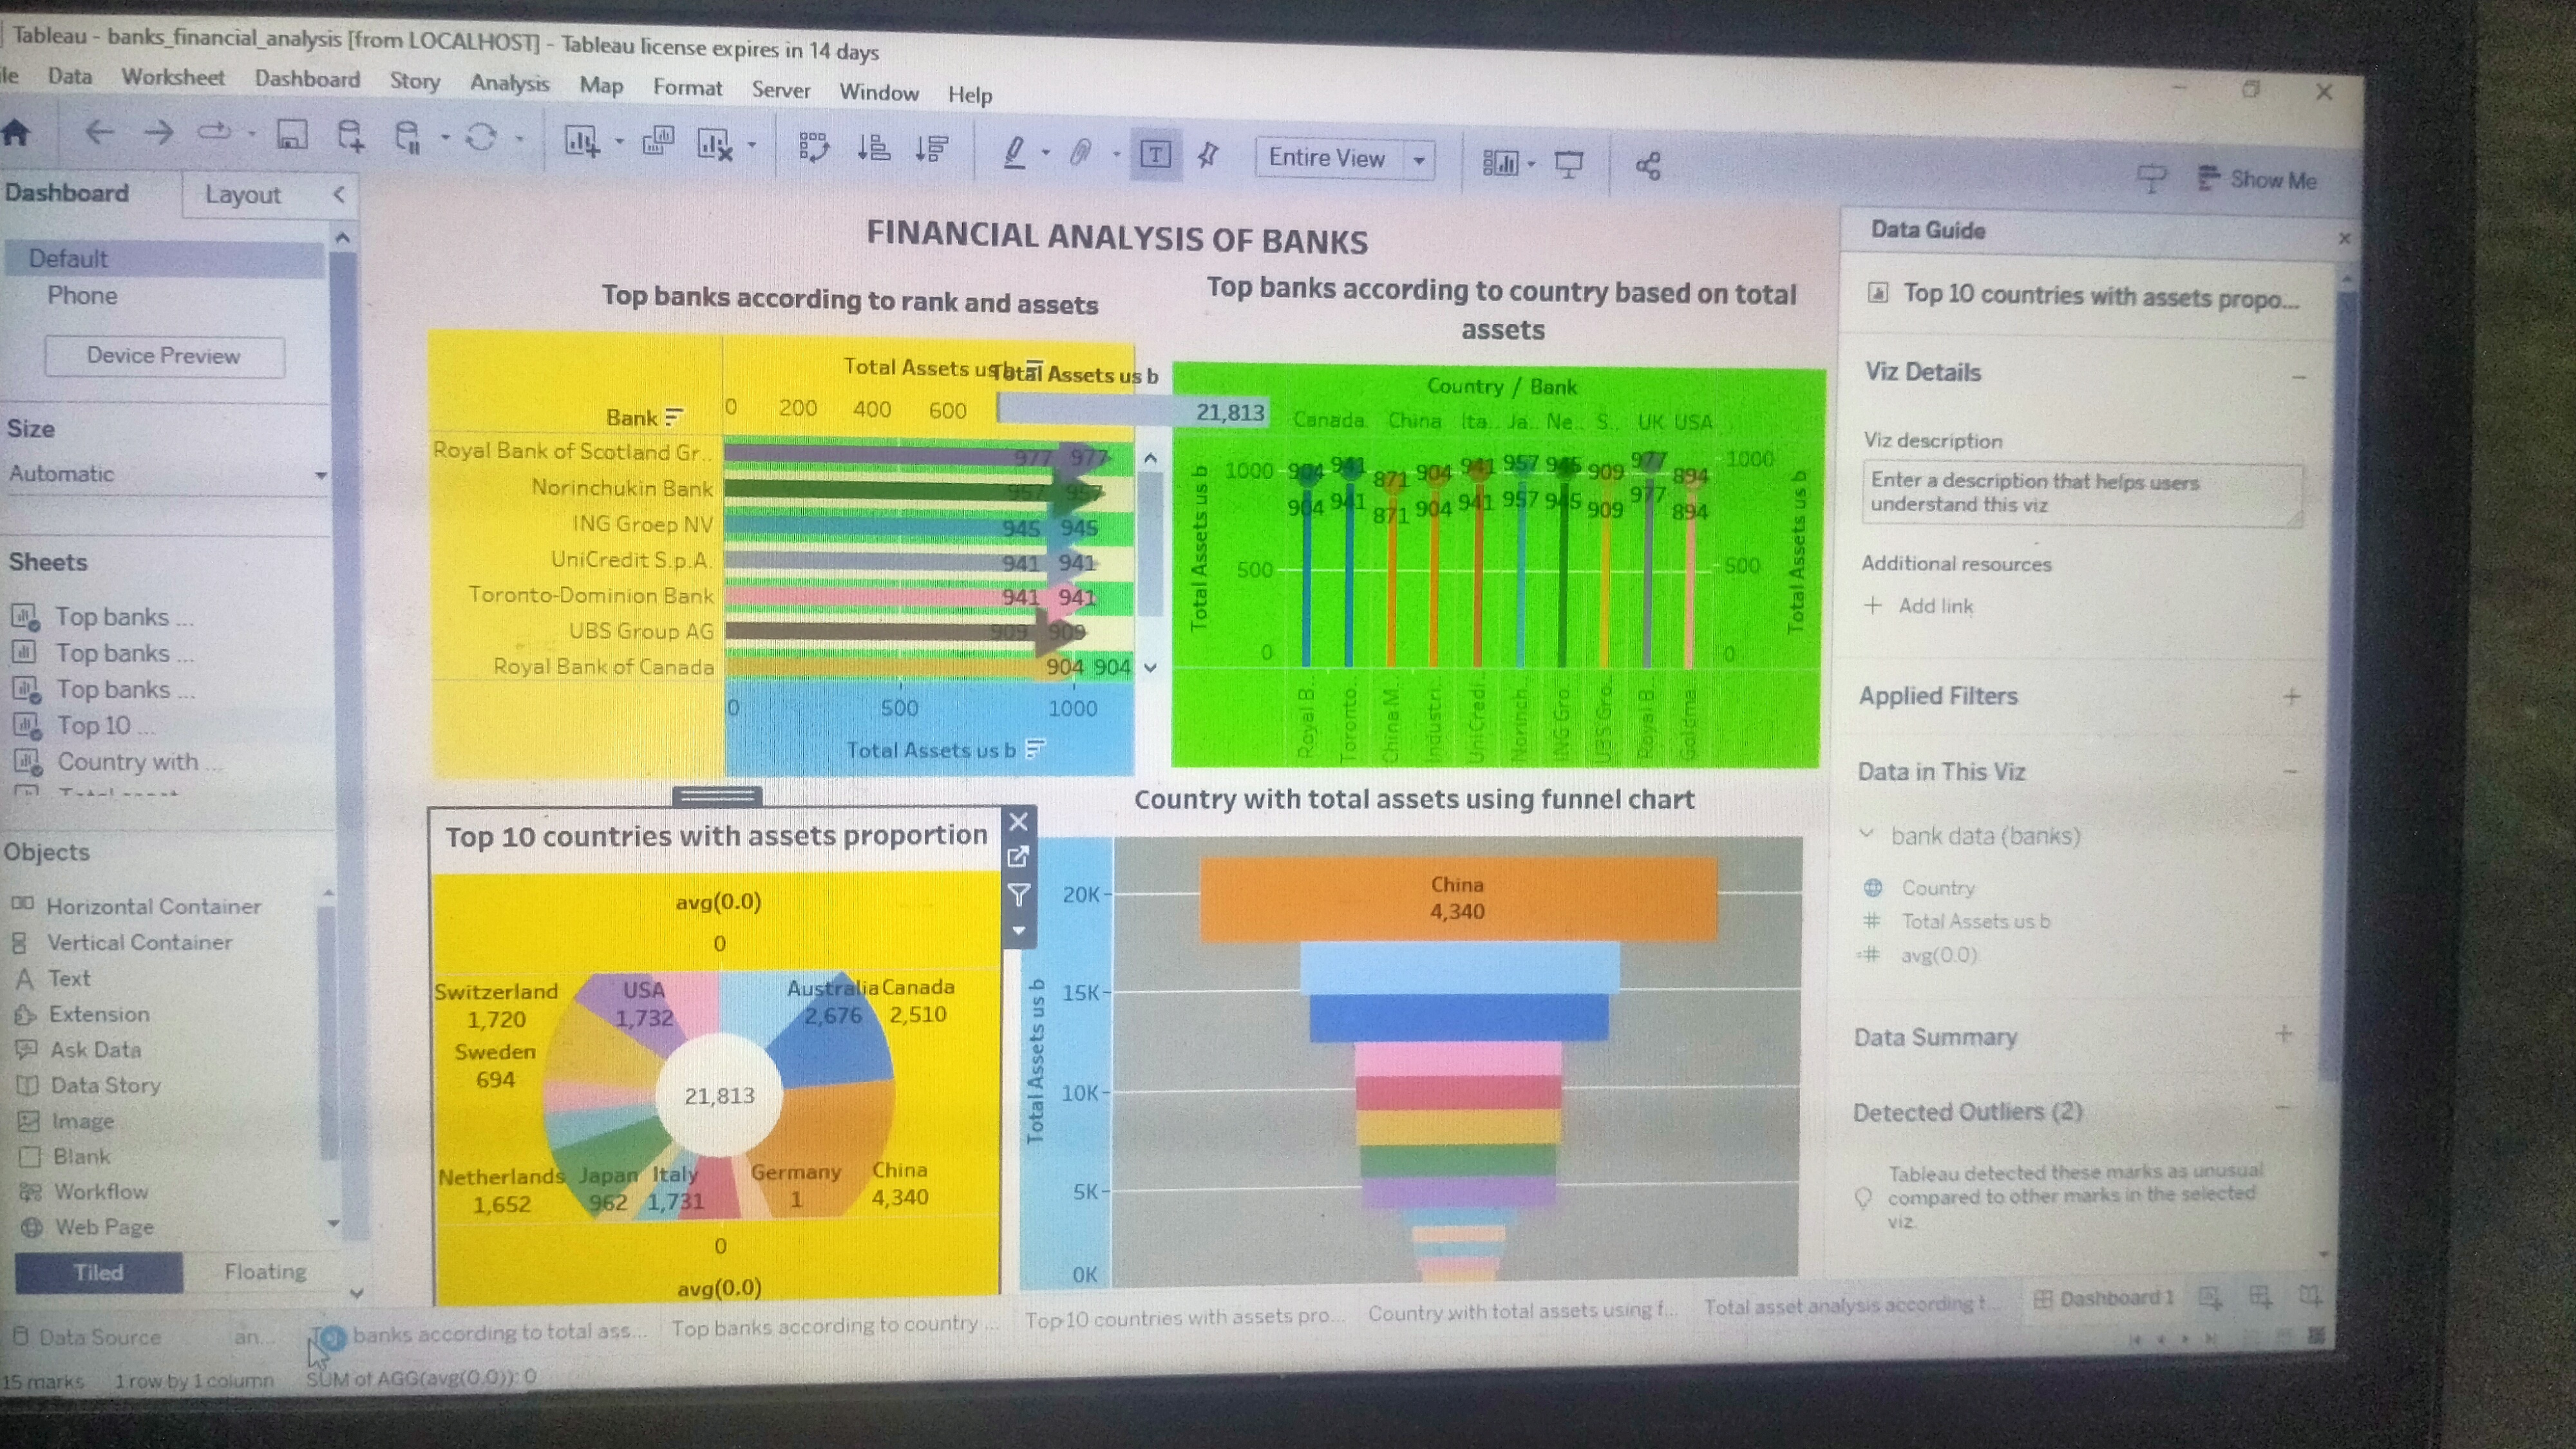 Tableau - banks_financial_analysis [from LOCALHOST] - Tableau license expires in 14 days
ile Data Worksheet Dashboard Story Analysis Map Format Server Window Help
Entire View
Show Me
Dashboard Layout
Default
Phone
Device Preview
Size
Automatic
Sheets
Top banks ...
Top banks ...
Top banks ...
Top 10 ...
Country with ...
Objects
Horizontal Container
Vertical Container
Text
Extension
Ask Data
Data Story
Image
Blank
Workflow
Web Page
Tiled Floating
FINANCIAL ANALYSIS OF BANKS
Top banks according to rank and assets
Total Assets us b
Total Assets us b
Bank 0 200 400 600
21,813
Royal Bank of Scotland Gr.. 977 977
Norinchukin Bank 957 957
ING Groep NV 945 945
UniCredit S.p.A. 941 941
Toronto-Dominion Bank 941 941
UBS Group AG 909 909
Royal Bank of Canada 904 904
0 500 1000
Total Assets us b
Top banks according to country based on total
assets
Country / Bank
Canada. China Ita.. Ja.. Ne.. S.. UK USA
1000 904 941 871 904 941 957 945 909 977 894 1000
904 941 871 904 941 957 945 909 977 894
500 500
0 0
Total Assets us b
Total Assets us b
Royal B..
Toronto..
China M..
Industri..
UniCredi..
Norinch..
ING Gro..
UBS Gro..
Royal B..
Goldma..
Top 10 countries with assets proportion
avg(0.0)
0
Switzerland
1,720
USA
1,732
Australia
2,676
Canada
2,510
Sweden
694
21,813
Netherlands
1,652
Japan
962
Italy
1,731
Germany
1
China
4,340
0
avg(0.0)
Country with total assets using funnel chart
Total Assets us b
20K
15K
10K
5K
0K
China
4,340
Data Guide
Top 10 countries with assets propo...
Viz Details
Viz description
Enter a description that helps users
understand this viz
Additional resources
+ Add link
Applied Filters
Data in This Viz
bank data (banks)
Country
Total Assets us b
avg(0.0)
Data Summary
Detected Outliers (2)
Tableau detected these marks as unusual
compared to other marks in the selected
viz.
Data Source an... banks according to total ass... Top banks according to country ... Top 10 countries with assets pro... Country with total assets using f... Total asset analysis according t... Dashboard 1
15 marks 1 row by 1 column SUM of AGG(avg(0.0)): 0